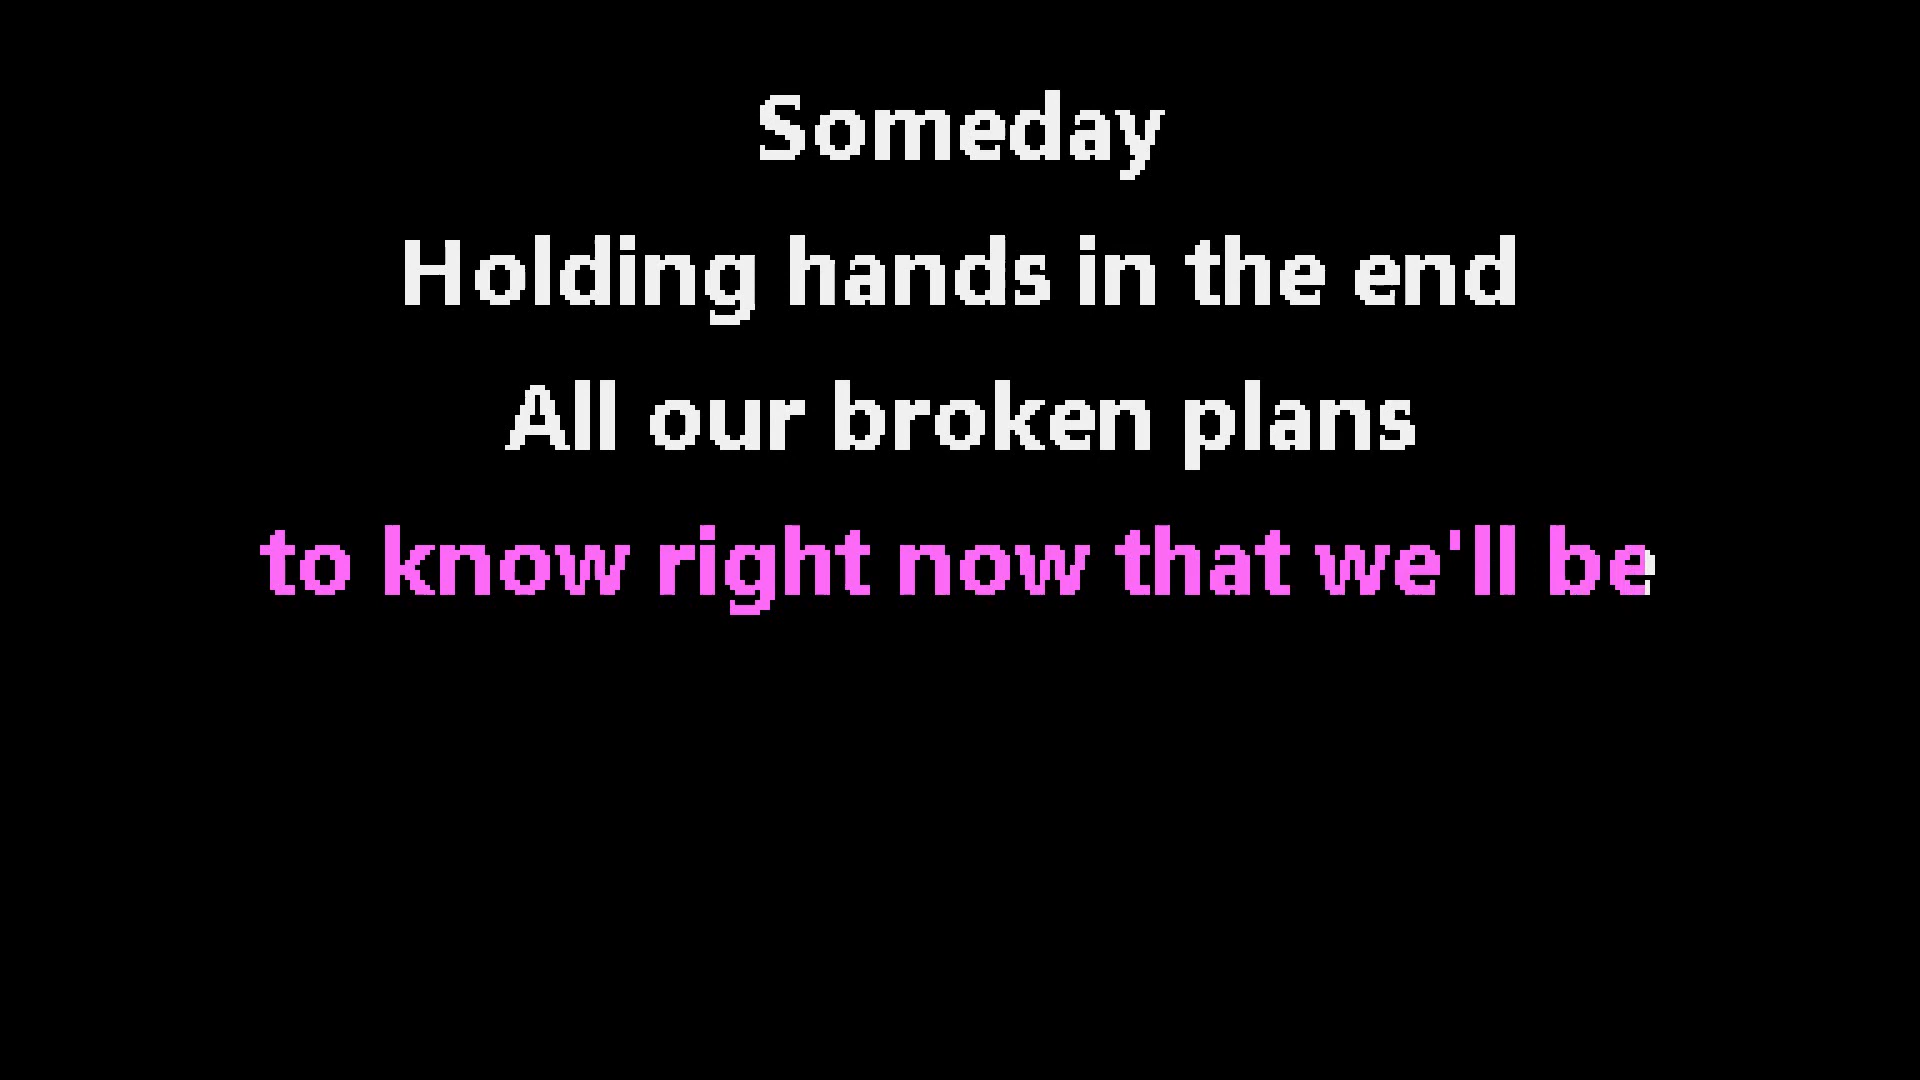 Someday
Holding hands in the end
All our broken plans
to know right now that we'll be